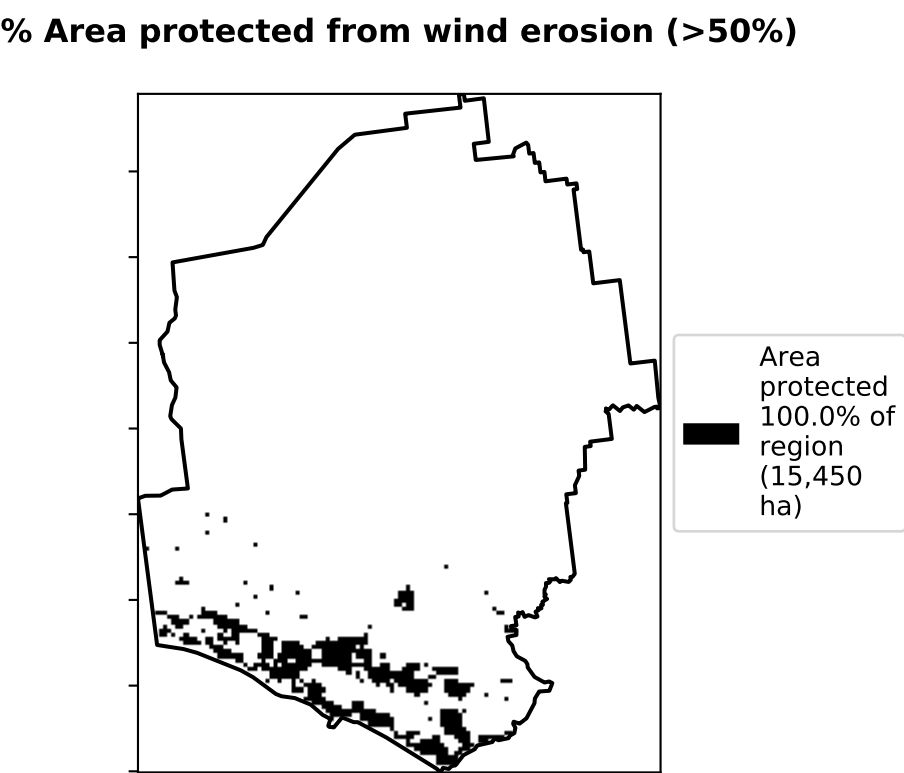 % Area protected from wind erosion (>50%)
Area
protected
100.0% of
region
(15,450
ha)